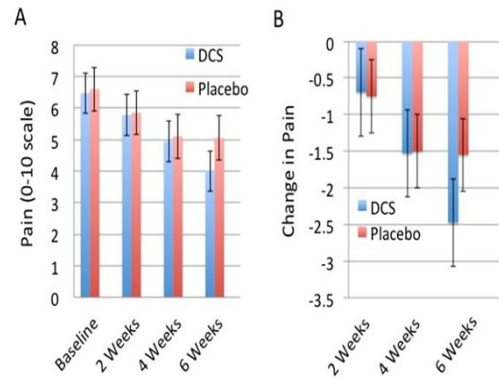 A
Pain (0-10 scale)
8
7
6
5
4
3
2
1
0
DCS
Placebo
Baseline
2 Weeks
4 Weeks
6 Weeks
B
Change in Pain
0
-0.5
-1
-1.5
-2
-2.5
-3
-3.5
DCS
Placebo
2 Weeks
4 Weeks
6 Weeks